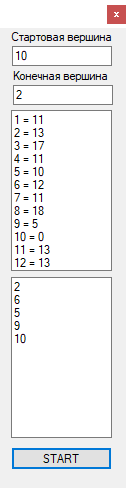 x
Стартовая вершина
10
Конечная вершина
2
1 = 11
2 = 13
3 = 17
4 = 11
5 = 10
6 = 12
7 = 11
8 = 18
9 = 5
10 = 0
11 = 13
12 = 13
2
6
5
9
10
START